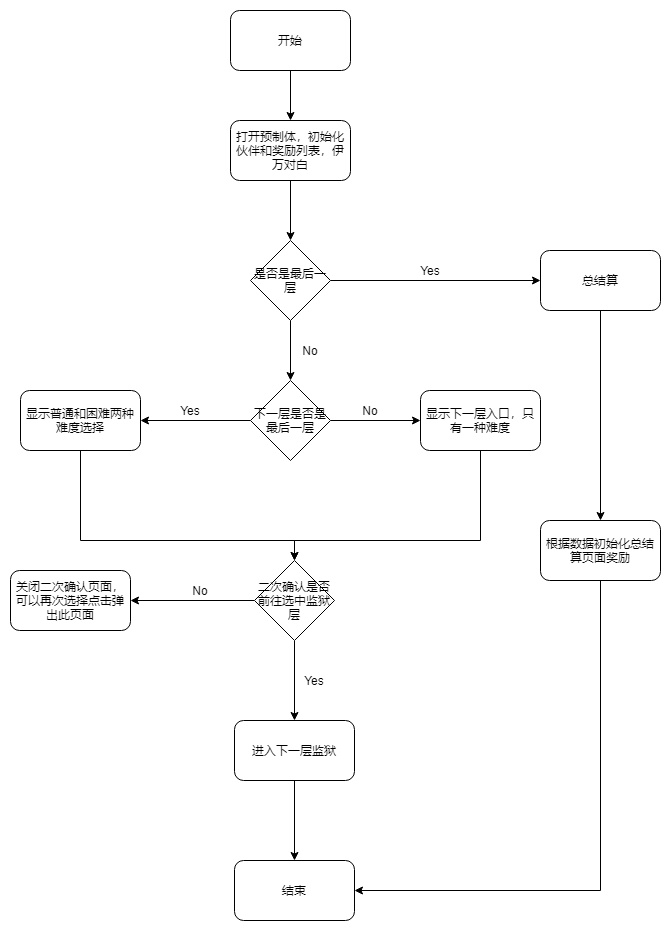 开始
打开预制体，初始化
伙伴和奖励列表，伊
万对白
是否是最后一
层
Yes
总结算
No
下一层是否是
最后一层
Yes
显示普通和困难两种
难度选择
No
显示下一层入口，只
有一种难度
根据数据初始化总结
算页面奖励
二次确认是否
前往选中监狱
层
No
关闭二次确认页面，
可以再次选择点击弹
出此页面
Yes
进入下一层监狱
结束